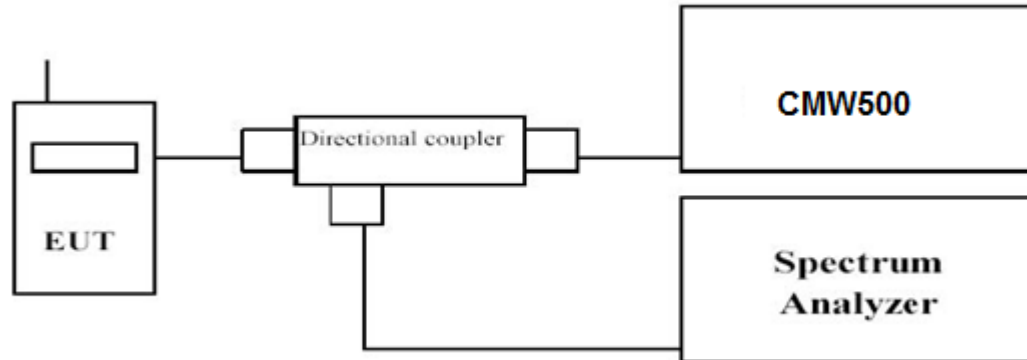 CMW500
Directional coupler
EUT
Spectrum
Analyzer